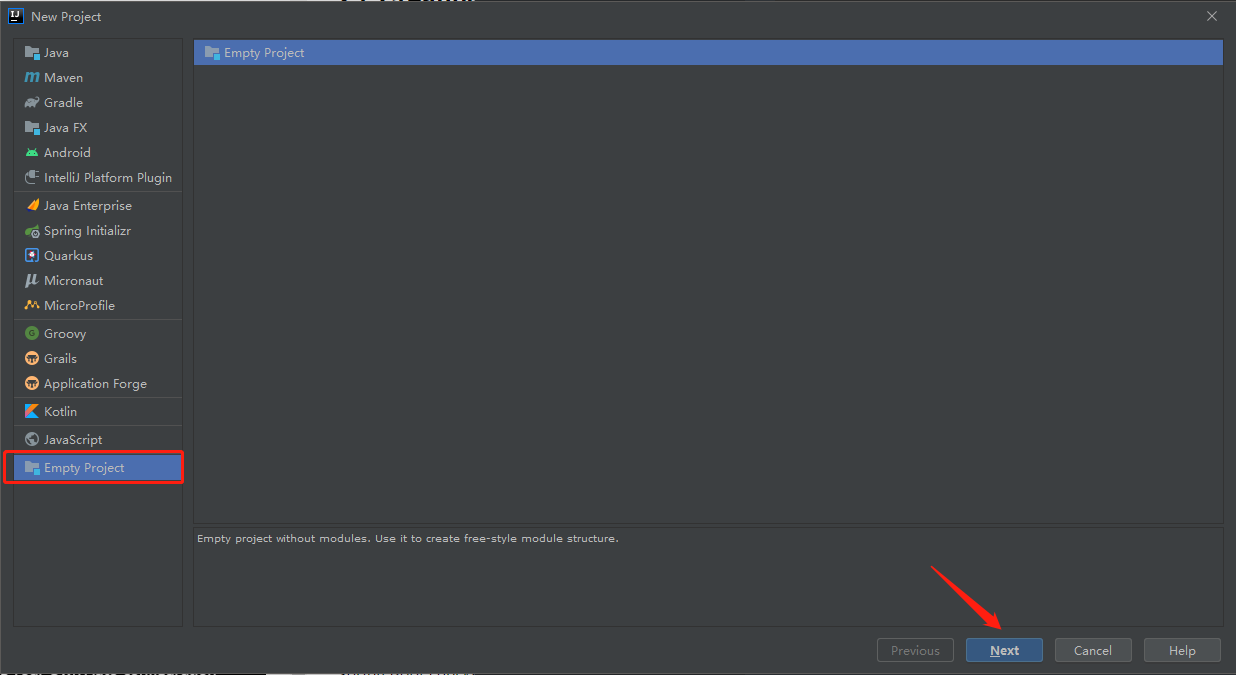 New Project
Java
Maven
Gradle
Java FX
Android
IntelliJ Platform Plugin
Java Enterprise
Spring Initializr
Quarkus
Micronaut
MicroProfile
Groovy
Grails
Application Forge
Kotlin
JavaScript
Empty Project
Empty Project
Empty project without modules. Use it to create free-style module structure.
Previous
Next
Cancel
Help